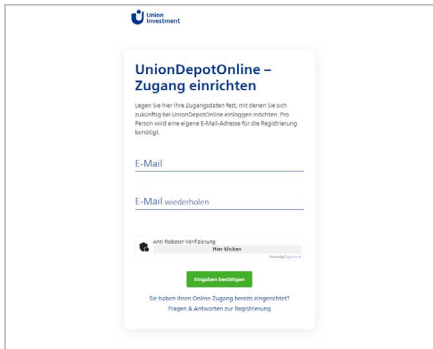 Union
Investment
UnionDepotOnline –
Zugang einrichten
Legen Sie hier Ihre Zugangsdaten fest, mit denen Sie sich
zukünftig bei UnionDepotOnline einloggen möchten. Pro
Person wird eine eigene E-Mail-Adresse für die Registrierung
benötigt.
E-Mail
E-Mail wiederholen
Anti-Roboter-Verifizierung
Hier klicken
FriendlyCaptcha
Eingaben bestätigen
Sie haben Ihren Online-Zugang bereits eingerichtet?
Fragen & Antworten zur Registrierung